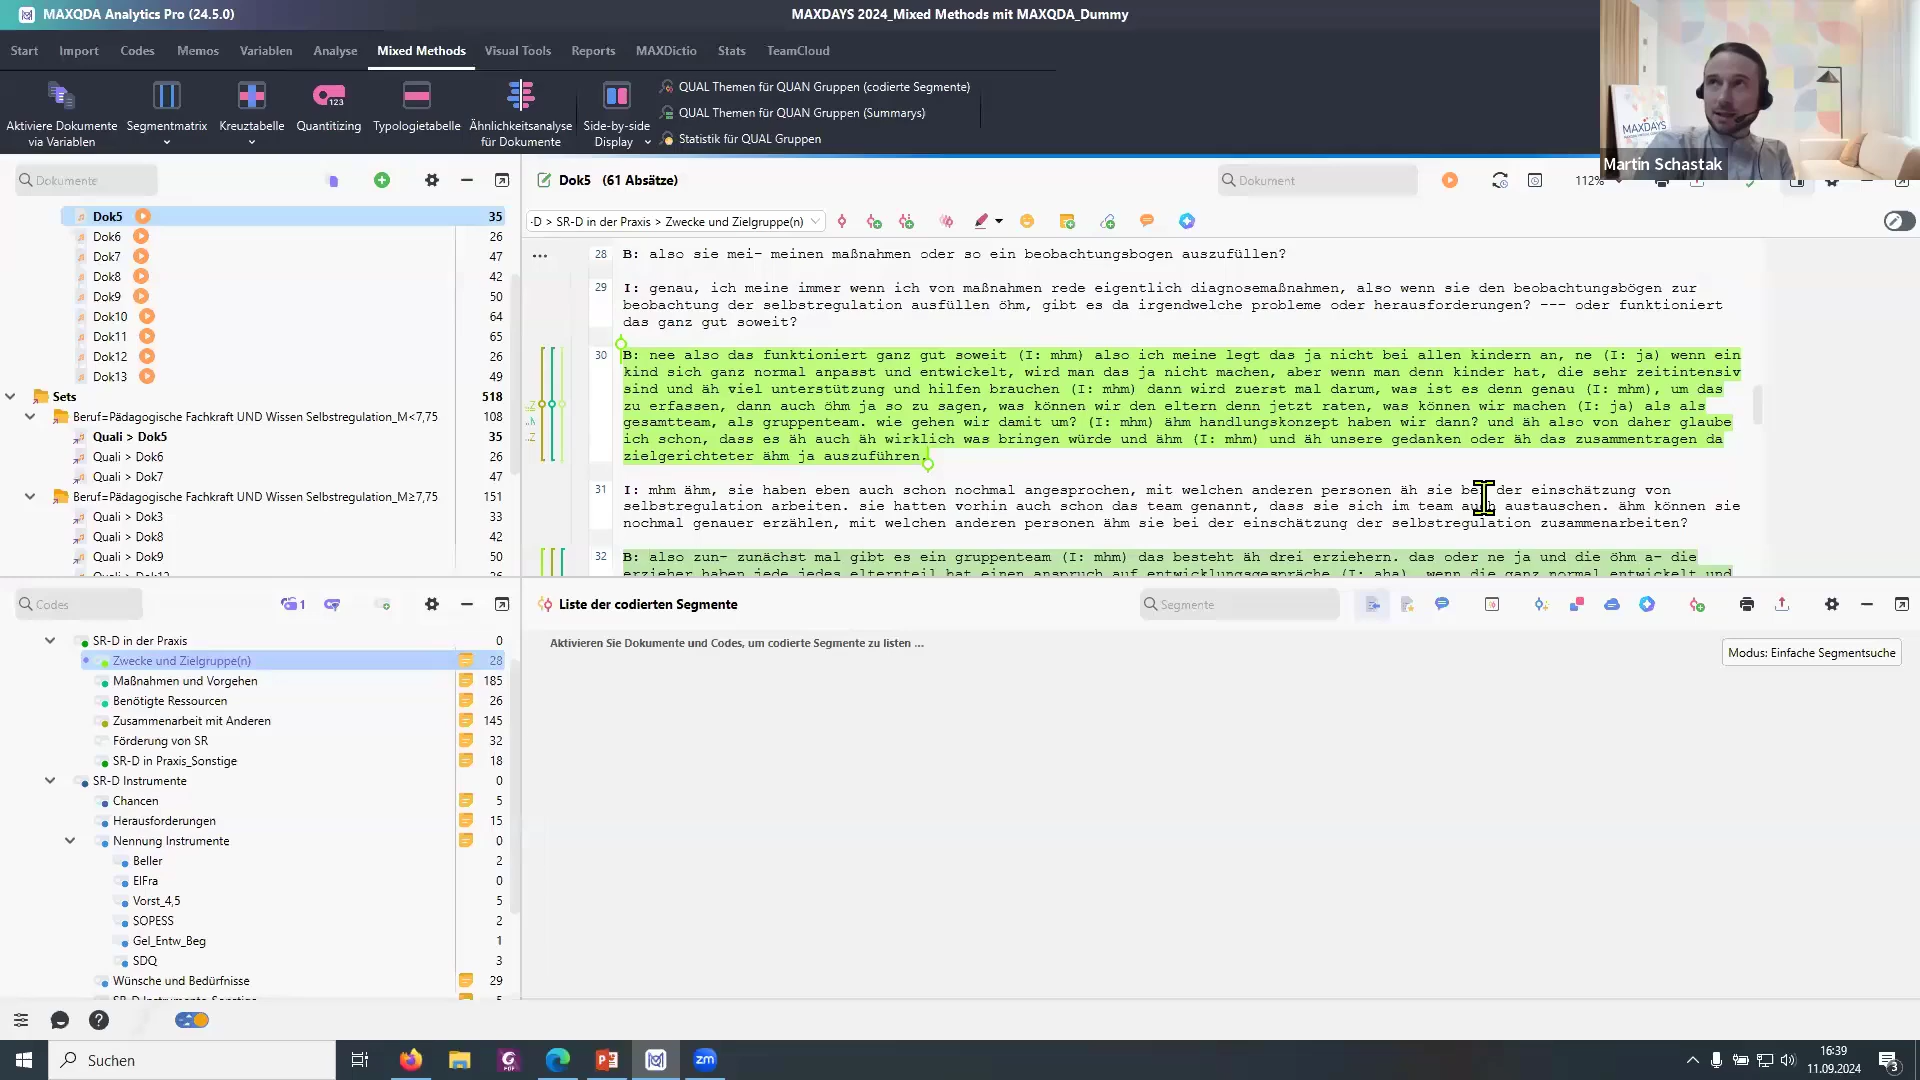 MAXQDA Analytics Pro (24.5.0)
MAXDAYS 2024_Mixed Methods mit MAXQDA_Dummy
Start Import Codes Memos Variablen Analyse Mixed Methods Visual Tools Reports MAXDictio Stats TeamCloud
Aktiviere Dokumente via Variablen
Segmentmatrix
Kreuztabelle
Quantitizing
Typologietabelle
Ähnlichkeitsanalyse für Dokumente
Side-by-side Display
QUAL Themen für QUAN Gruppen (codierte Segmente)
QUAL Themen für QUAN Gruppen (Summarys)
Statistik für QUAL Gruppen
MAXDAYS
Martin Schastak
Dokumente
Dok5 35
Dok6 26
Dok7 47
Dok8 42
Dok9 50
Dok10 64
Dok11 65
Dok12 26
Dok13 49
Sets 518
Beruf=Pädagogische Fachkraft UND Wissen Selbstregulation_M<7,75 108
Quali > Dok5 35
Quali > Dok6 26
Quali > Dok7 47
Beruf=Pädagogische Fachkraft UND Wissen Selbstregulation_M≥7,75 151
Quali > Dok3 33
Quali > Dok8 42
Quali > Dok9 50
Dok5 (61 Absätze)
Dokument
112%
-D > SR-D in der Praxis > Zwecke und Zielgruppe(n)
28 B: also sie mei- meinen maßnahmen oder so ein beobachtungsbogen auszufüllen?
29 I: genau, ich meine immer wenn ich von maßnahmen rede eigentlich diagnosemaßnahmen, also wenn sie den beobachtungsbögen zur
beobachtung der selbstregulation ausfüllen öhm, gibt es da irgendwelche probleme oder herausforderungen? --- oder funktioniert
das ganz gut soweit?
30 B: nee also das funktioniert ganz gut soweit (I: mhm) also ich meine legt das ja nicht bei allen kindern an, ne (I: ja) wenn ein
kind sich ganz normal anpasst und entwickelt, wird man das ja nicht machen, aber wenn man denn kinder hat, die sehr zeitintensiv
sind und äh viel unterstützung und hilfen brauchen (I: mhm) dann wird zuerst mal darum, was ist es denn genau (I: mhm), um das
zu erfassen, dann auch öhm ja so zu sagen, was können wir den eltern denn jetzt raten, was können wir machen (I: ja) als als
gesamtteam, als gruppenteam. wie gehen wir damit um? (I: mhm) ähm handlungskonzept haben wir dann? und äh also von daher glaube
ich schon, dass es äh auch äh wirklich was bringen würde und ähm (I: mhm) und äh unsere gedanken oder äh das zusammentragen da
zielgerichteter ähm ja auszuführen.
31 I: mhm ähm, sie haben eben auch schon nochmal angesprochen, mit welchen anderen personen äh sie bei der einschätzung von
selbstregulation arbeiten. sie hatten vorhin auch schon das team genannt, dass sie sich im team auch austauschen. ähm können sie
nochmal genauer erzählen, mit welchen anderen personen ähm sie bei der einschätzung der selbstregulation zusammenarbeiten?
32 B: also zun- zunächst mal gibt es ein gruppenteam (I: mhm) das besteht äh drei erziehern. das oder ne ja und die öhm a- die
erzieher haben jede jedes elternteil hat einen anspruch auf entwicklungsgespräche (I: aha), wenn die ganz normal entwickelt und
Codes
1
SR-D in der Praxis 0
Zwecke und Zielgruppe(n) 28
Maßnahmen und Vorgehen 185
Benötigte Ressourcen 26
Zusammenarbeit mit Anderen 145
Förderung von SR 32
SR-D in Praxis_Sonstige 18
SR-D Instrumente 0
Chancen 5
Herausforderungen 15
Nennung Instrumente 0
Beller 2
ElFra 0
Vorst_4,5 5
SOPESS 2
Gel_Entw_Beg 1
SDQ 3
Wünsche und Bedürfnisse 29
Liste der codierten Segmente
Segmente
Aktivieren Sie Dokumente und Codes, um codierte Segmente zu listen ...
Modus: Einfache Segmentsuche
Suchen
16:39
11.09.2024
3